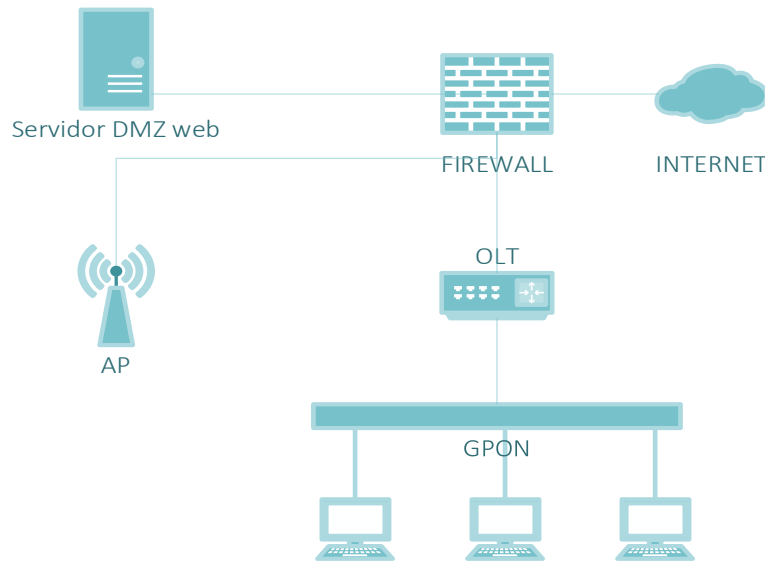 Servidor DMZ web
FIREWALL
INTERNET
OLT
AP
GPON